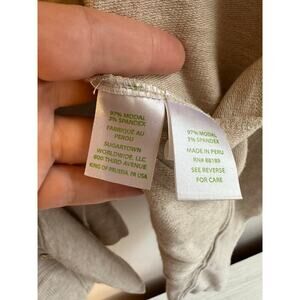 97% MODAL
3% SPANDEX
FABRIQUÉ AU
PEROU
SUGARTOWN
WORLDWIDE, LLC
800 THIRD AVENUE
KING OF PRUSSIA, PA USA
97% MODAL
3% SPANDEX
MADE IN PERU
RN# 88189
SEE REVERSE
FOR CARE